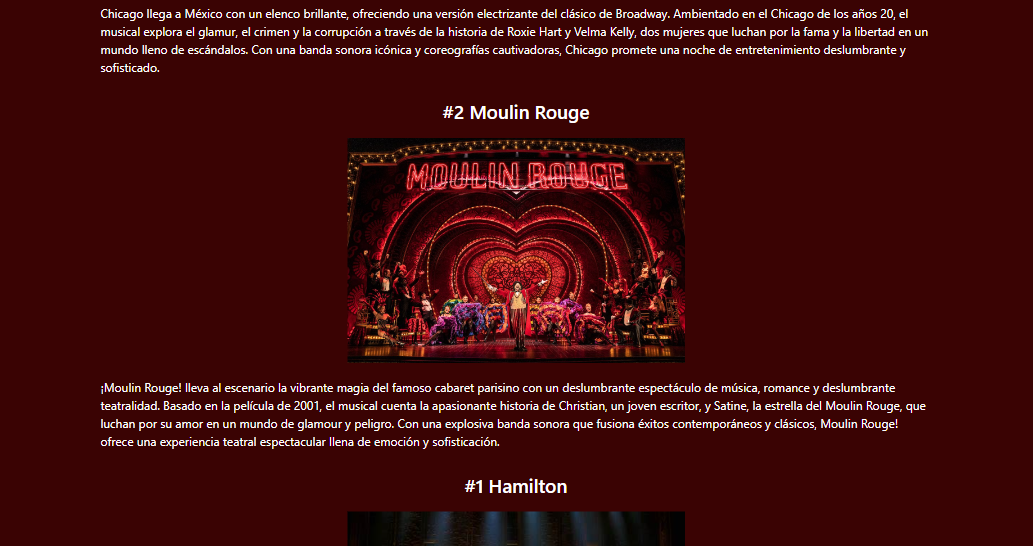 Chicago llega a México con un elenco brillante, ofreciendo una versión electrizante del clásico de Broadway. Ambientado en el Chicago de los años 20, el
musical explora el glamur, el crimen y la corrupción a través de la historia de Roxie Hart y Velma Kelly, dos mujeres que luchan por la fama y la libertad en un
mundo lleno de escándalos. Con una banda sonora icónica y coreografías cautivadoras, Chicago promete una noche de entretenimiento deslumbrante y
sofisticado.
#2 Moulin Rouge
MOULIN ROUGE
¡Moulin Rouge! lleva al escenario la vibrante magia del famoso cabaret parisino con un deslumbrante espectáculo de música, romance y deslumbrante
teatralidad. Basado en la película de 2001, el musical cuenta la apasionante historia de Christian, un joven escritor, y Satine, la estrella del Moulin Rouge, que
luchan por su amor en un mundo de glamour y peligro. Con una explosiva banda sonora que fusiona éxitos contemporáneos y clásicos, Moulin Rouge!
ofrece una experiencia teatral espectacular llena de emoción y sofisticación.
#1 Hamilton